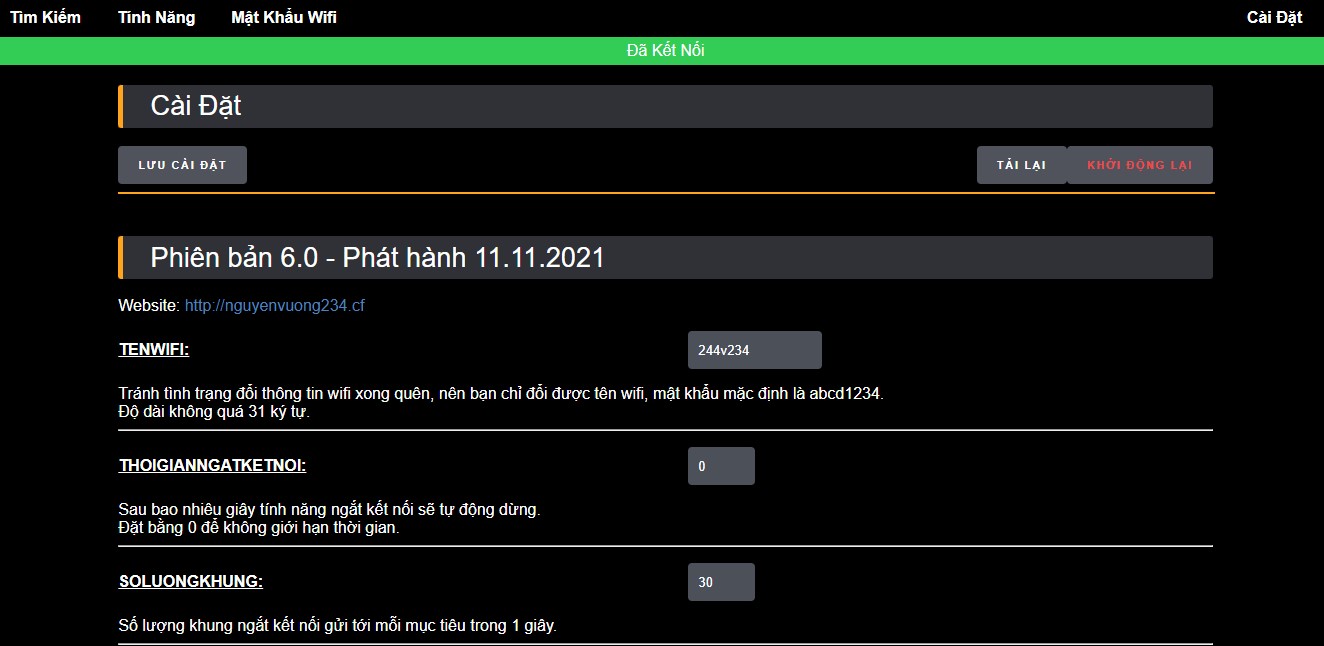 Tìm Kiếm Tính Năng Mật Khẩu Wifi Cài Đặt
Đã Kết Nối
Cài Đặt
LƯU CÀI ĐẶT TẢI LẠI KHỞI ĐỘNG LẠI
Phiên bản 6.0 - Phát hành 11.11.2021
Website: http://nguyenvuong234.cf
TENWIFI: 244v234
Tránh tình trạng đổi thông tin wifi xong quên, nên bạn chỉ đổi được tên wifi, mật khẩu mặc định là abcd1234.
Độ dài không quá 31 ký tự.
THOIGIANNGATKETNOI: 0
Sau bao nhiêu giây tính năng ngắt kết nối sẽ tự động dừng.
Đặt bằng 0 để không giới hạn thời gian.
SOLUONGKHUNG: 30
Số lượng khung ngắt kết nối gửi tới mỗi mục tiêu trong 1 giây.